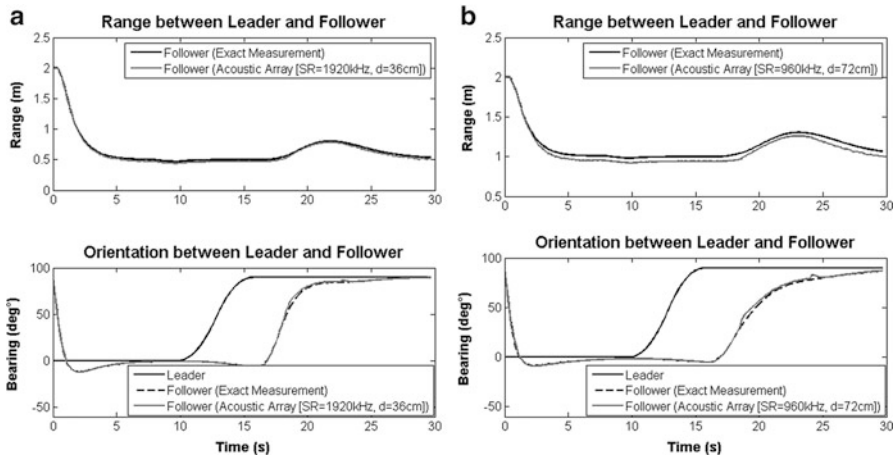 a
Range between Leader and Follower
Follower (Exact Measurement)
Follower (Acoustic Array [SR=1920kHz, d=36cm])
Range (m)
2.5
2
1.5
1
0.5
0
0 5 10 15 20 25 30
Orientation between Leader and Follower
Bearing (deg°)
100
50
0
-50
Leader
Follower (Exact Measurement)
Follower (Acoustic Array [SR=1920kHz, d=36cm])
0 5 10 15 20 25 30
Time (s)
b
Range between Leader and Follower
Follower (Exact Measurement)
Follower (Acoustic Array [SR=960kHz, d=72cm])
Range (m)
2.5
2
1.5
1
0.5
0 5 10 15 20 25 30
Orientation between Leader and Follower
Bearing (deg°)
100
50
0
-50
Leader
Follower (Exact Measurement)
Follower (Acoustic Array [SR=960kHz, d=72cm])
0 5 10 15 20 25 30
Time (s)